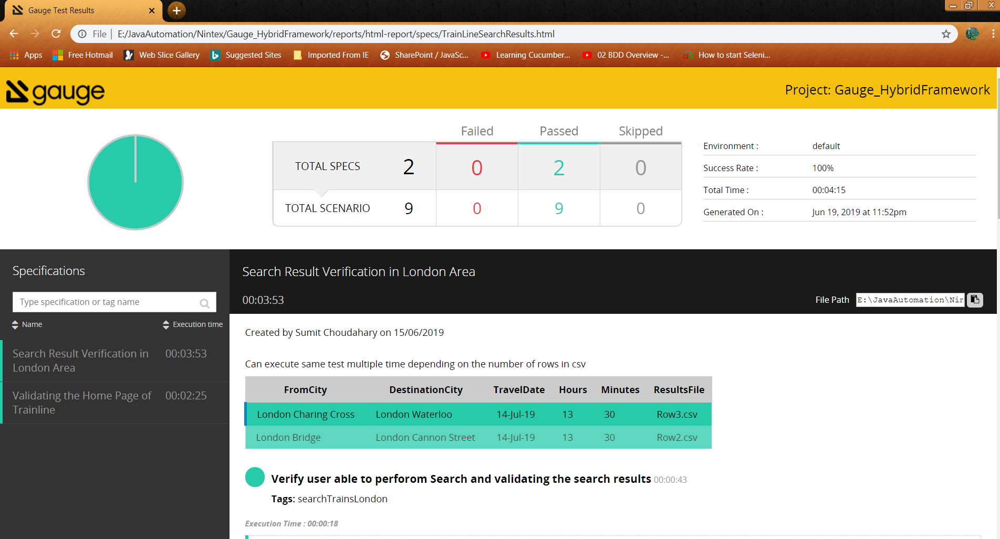 Gauge Test Results
File | E:/JavaAutomation/Nintex/Gauge_HybridFramework/reports/html-report/specs/TrainLineSearchResults.html
Apps Free Hotmail Web Slice Gallery Suggested Sites Imported From IE SharePoint / JavaSc... Learning Cucumber... 02 BDD Overview -... How to start Seleni...
gauge Project: Gauge_HybridFramework
Failed Passed Skipped
TOTAL SPECS 2 0 2 0
TOTAL SCENARIO 9 0 9 0
Environment : default
Success Rate : 100%
Total Time : 00:04:15
Generated On : Jun 19, 2019 at 11:52pm
Specifications
Type specification or tag name
Name Execution time
Search Result Verification in 00:03:53
London Area
Validating the Home Page of 00:02:25
Trainline
Search Result Verification in London Area
00:03:53 File Path E:\JavaAutomation\Nin
Created by Sumit Choudahary on 15/06/2019
Can execute same test multiple time depending on the number of rows in csv
FromCity DestinationCity TravelDate Hours Minutes ResultsFile
London Charing Cross London Waterloo 14-Jul-19 13 30 Row3.csv
London Bridge London Cannon Street 14-Jul-19 13 30 Row2.csv
Verify user able to perforom Search and validating the search results 00:00:43
Tags: searchTrainsLondon
Execution Time : 00:00:18